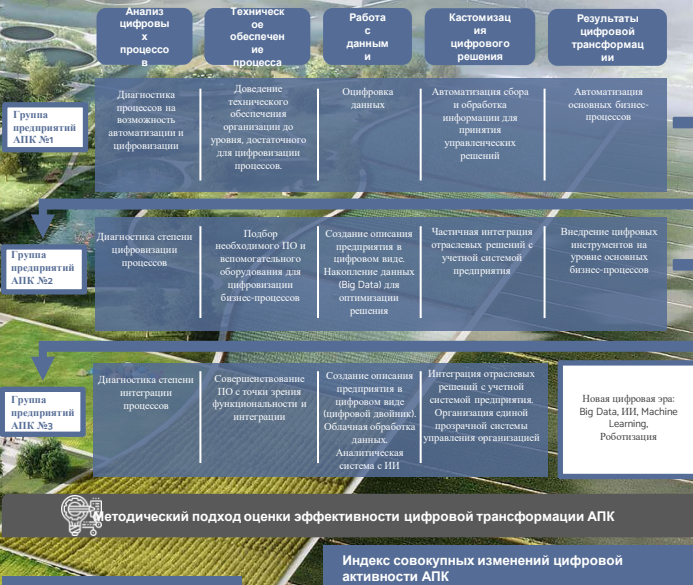 Анализ
цифровы
х
процессо
в
Техническ
ое
обеспечен
ие
процесса
Работа
с
данным
и
Кастомизац
ия
цифрового
решения
Результаты
цифровой
трансформац
ии
Группа
предприятий
АПК №1
Диагностика
процессов на
возможность
автоматизации и
цифровизации
Доведение
технического
обеспечения
организации до
уровня, достаточного
для цифровизации
процессов.
Оцифровка
данных
Автоматизация сбора
и обработка
информации для
принятия
управленческих
решений
Автоматизация
основных бизнес-
процессов
Группа
предприятий
АПК №2
Диагностика степени
цифровизации
процессов
Подбор
необходимого ПО и
вспомогательного
оборудования для
цифровизации
бизнес-процессов
Создание описания
предприятия в
цифровом виде.
Накопление данных
(Big Data) для
оптимизации
решения
Частичная интеграция
отраслевых решений с
учетной системой
предприятия
Внедрение цифровых
инструментов на
уровне основных
бизнес-процессов
Группа
предприятий
АПК №3
Диагностика степени
интеграции
процессов
Совершенствование
ПО с точки зрения
функциональности и
интеграции
Создание описания
предприятия в
цифровом виде
(цифровой двойник).
Облачная обработка
данных.
Аналитическая
система с ИИ
Интеграция отраслевых
решений с учетной
системой предприятия.
Организация единой
прозрачной системы
управления организацией
Новая цифровая эра:
Big Data, ИИ, Machine
Learning,
Роботизация
Методический подход оценки эффективности цифровой трансформации АПК
Индекс совокупных изменений цифровой
активности АПК